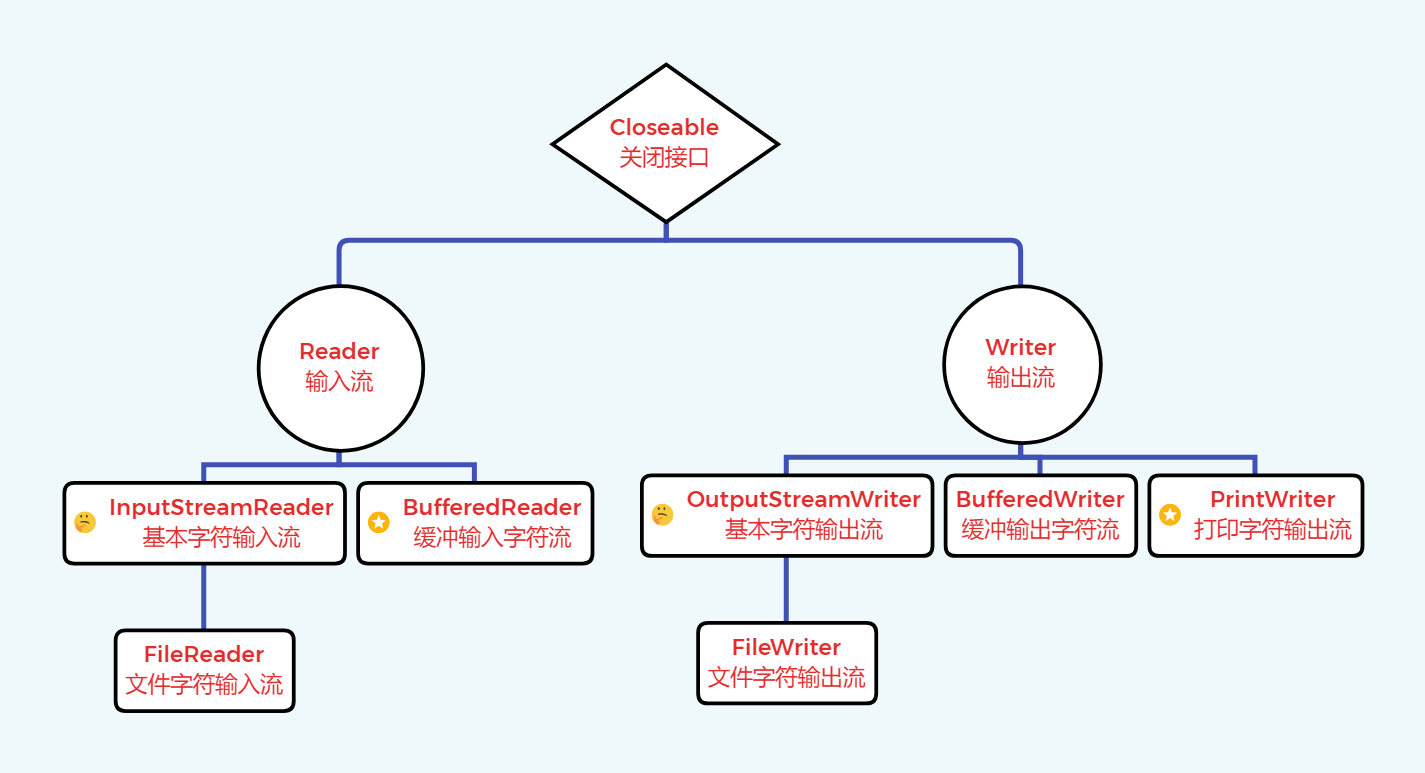 Closeable
关闭接口
Reader
输入流
Writer
输出流
InputStreamReader
基本字符输入流
BufferedReader
缓冲输入字符流
OutputStreamWriter
基本字符输出流
BufferedWriter
缓冲输出字符流
PrintWriter
打印字符输出流
FileReader
文件字符输入流
FileWriter
文件字符输出流